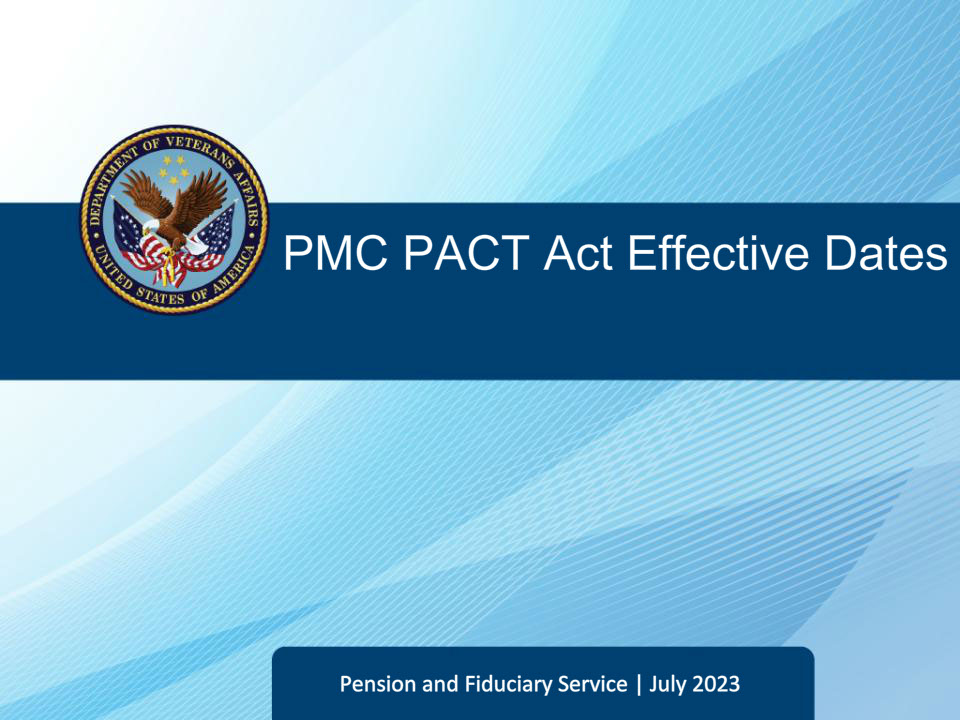 DEPARTMENT OF VETERANS AFFAIRS
UNITED STATES OF AMERICA
PMC PACT Act Effective Dates
Pension and Fiduciary Service | July 2023